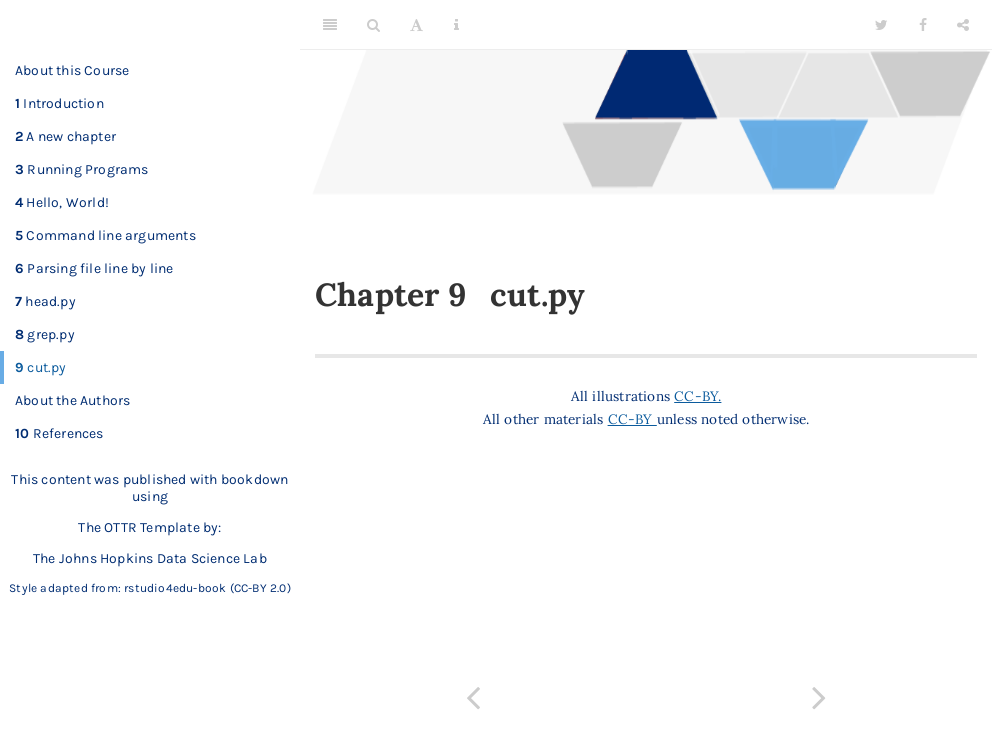 About this Course
1 Introduction
2 A new chapter
3 Running Programs
4 Hello, World!
5 Command line arguments
6 Parsing file line by line
7 head.py
8 grep.py
9 cut.py
About the Authors
10 References
This content was published with bookdown
using
The OTTR Template by:
The Johns Hopkins Data Science Lab
Style adapted from: rstudio4edu-book (CC-BY 2.0)
Chapter 9 cut.py
All illustrations CC-BY.
All other materials CC-BY unless noted otherwise.